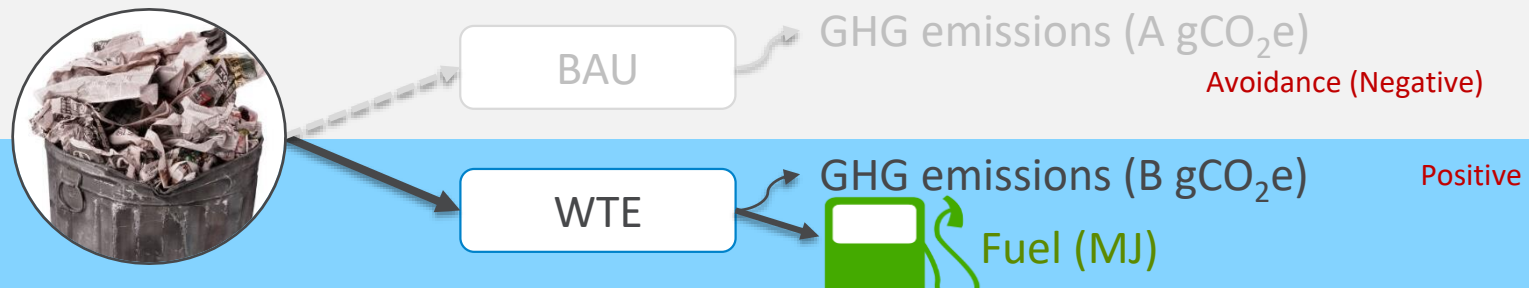 BAU
GHG emissions (A gCO₂e)
Avoidance (Negative)
WTE
GHG emissions (B gCO₂e)
Positive
Fuel (MJ)